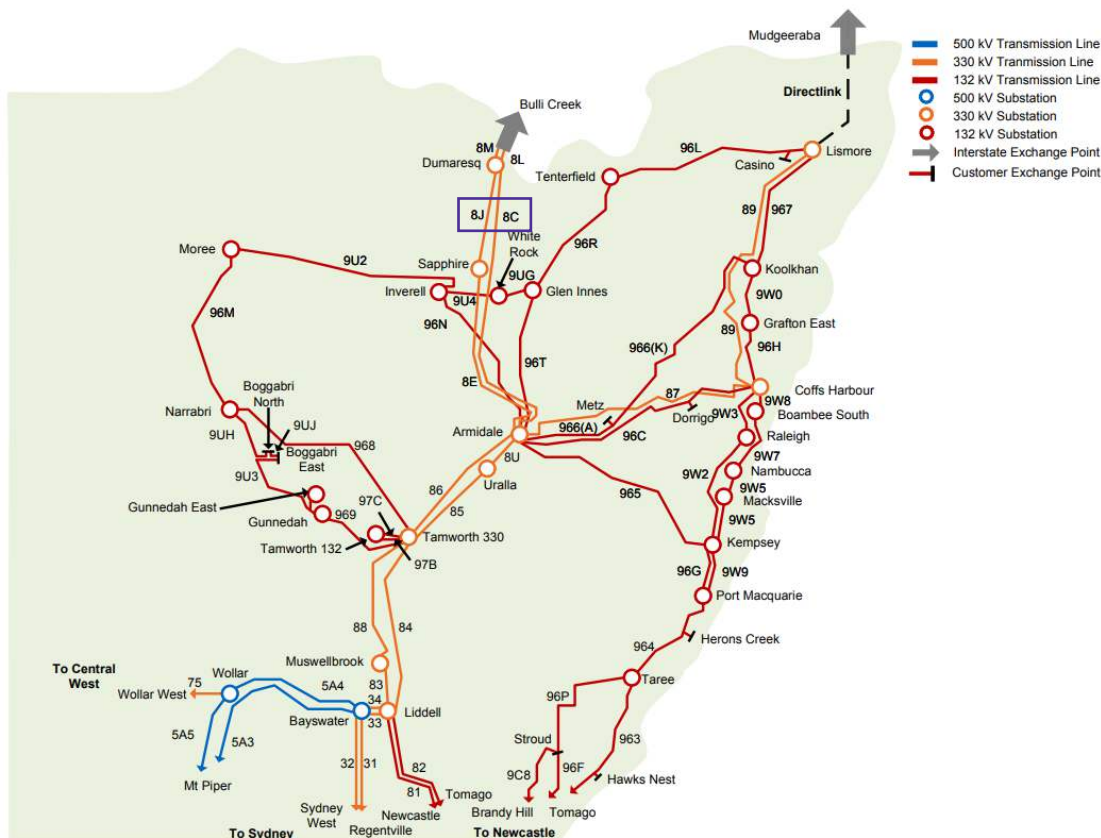 Mudgeeraba
500 kV Transmission Line
330 kV Tranmission Line
132 kV Transmission Line
500 kV Substation
330 kV Substation
132 kV Substation
Interstate Exchange Point
Customer Exchange Point
Directlink
Bulli Creek
8M
8L
Dumaresq
96L
Casino
Lismore
Tenterfield
8J
8C
89
967
White
Rock
96R
Moree
9U2
Sapphire
9UG
Koolkhan
Inverell
9U4
Glen Innes
9W0
96M
96N
Grafton East
89
96T
966(K)
96H
8E
87
Coffs Harbour
Boggabri
North
Metz
Dorrigo
9W8
Narrabri
9UJ
9W3
Boambee South
Armidale
966(A)
96C
Raleigh
9UH
968
Boggabri
East
8U
9W7
9U3
Uralla
9W2
Nambucca
86
965
9W5
Gunnedah East
97C
85
Macksville
Gunnedah
969
9W5
Tamworth 330
Kempsey
Tamworth 132
97B
96G
9W9
Port Macquarie
88
84
964
Herons Creek
To Central
West
Muswellbrook
Wollar
75
5A4
83
Taree
Wollar West
34
96P
Bayswater
33
Liddell
5A5
5A3
Stroud
963
32
31
82
9C8
96F
Hawks Nest
81
Mt Piper
Tomago
Sydney
West
Newcastle
Brandy Hill
Tomago
Regentville
To Sydney
To Newcastle